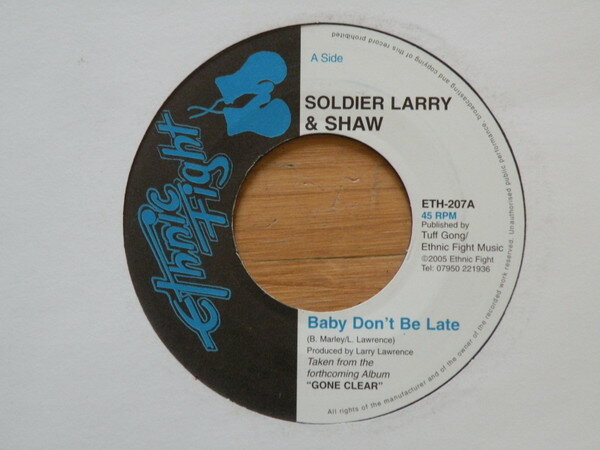 A Side
SOLDIER LARRY
& SHAW
Ethnic
Fight
ETH-207A
45 RPM
Published by
Tuff Gong/
Ethnic Fight Music
©2005 Ethnic Fight
Tel: 07950 221936
Baby Don't Be Late
(B. Marley/L. Lawrence)
Produced by Larry Lawrence
Taken from the
forthcoming Album
"GONE CLEAR"
All rights of the manufacturer and of the owner of the recorded work reserved. Unauthorised public performance, broadcasting and copying of this record prohibited